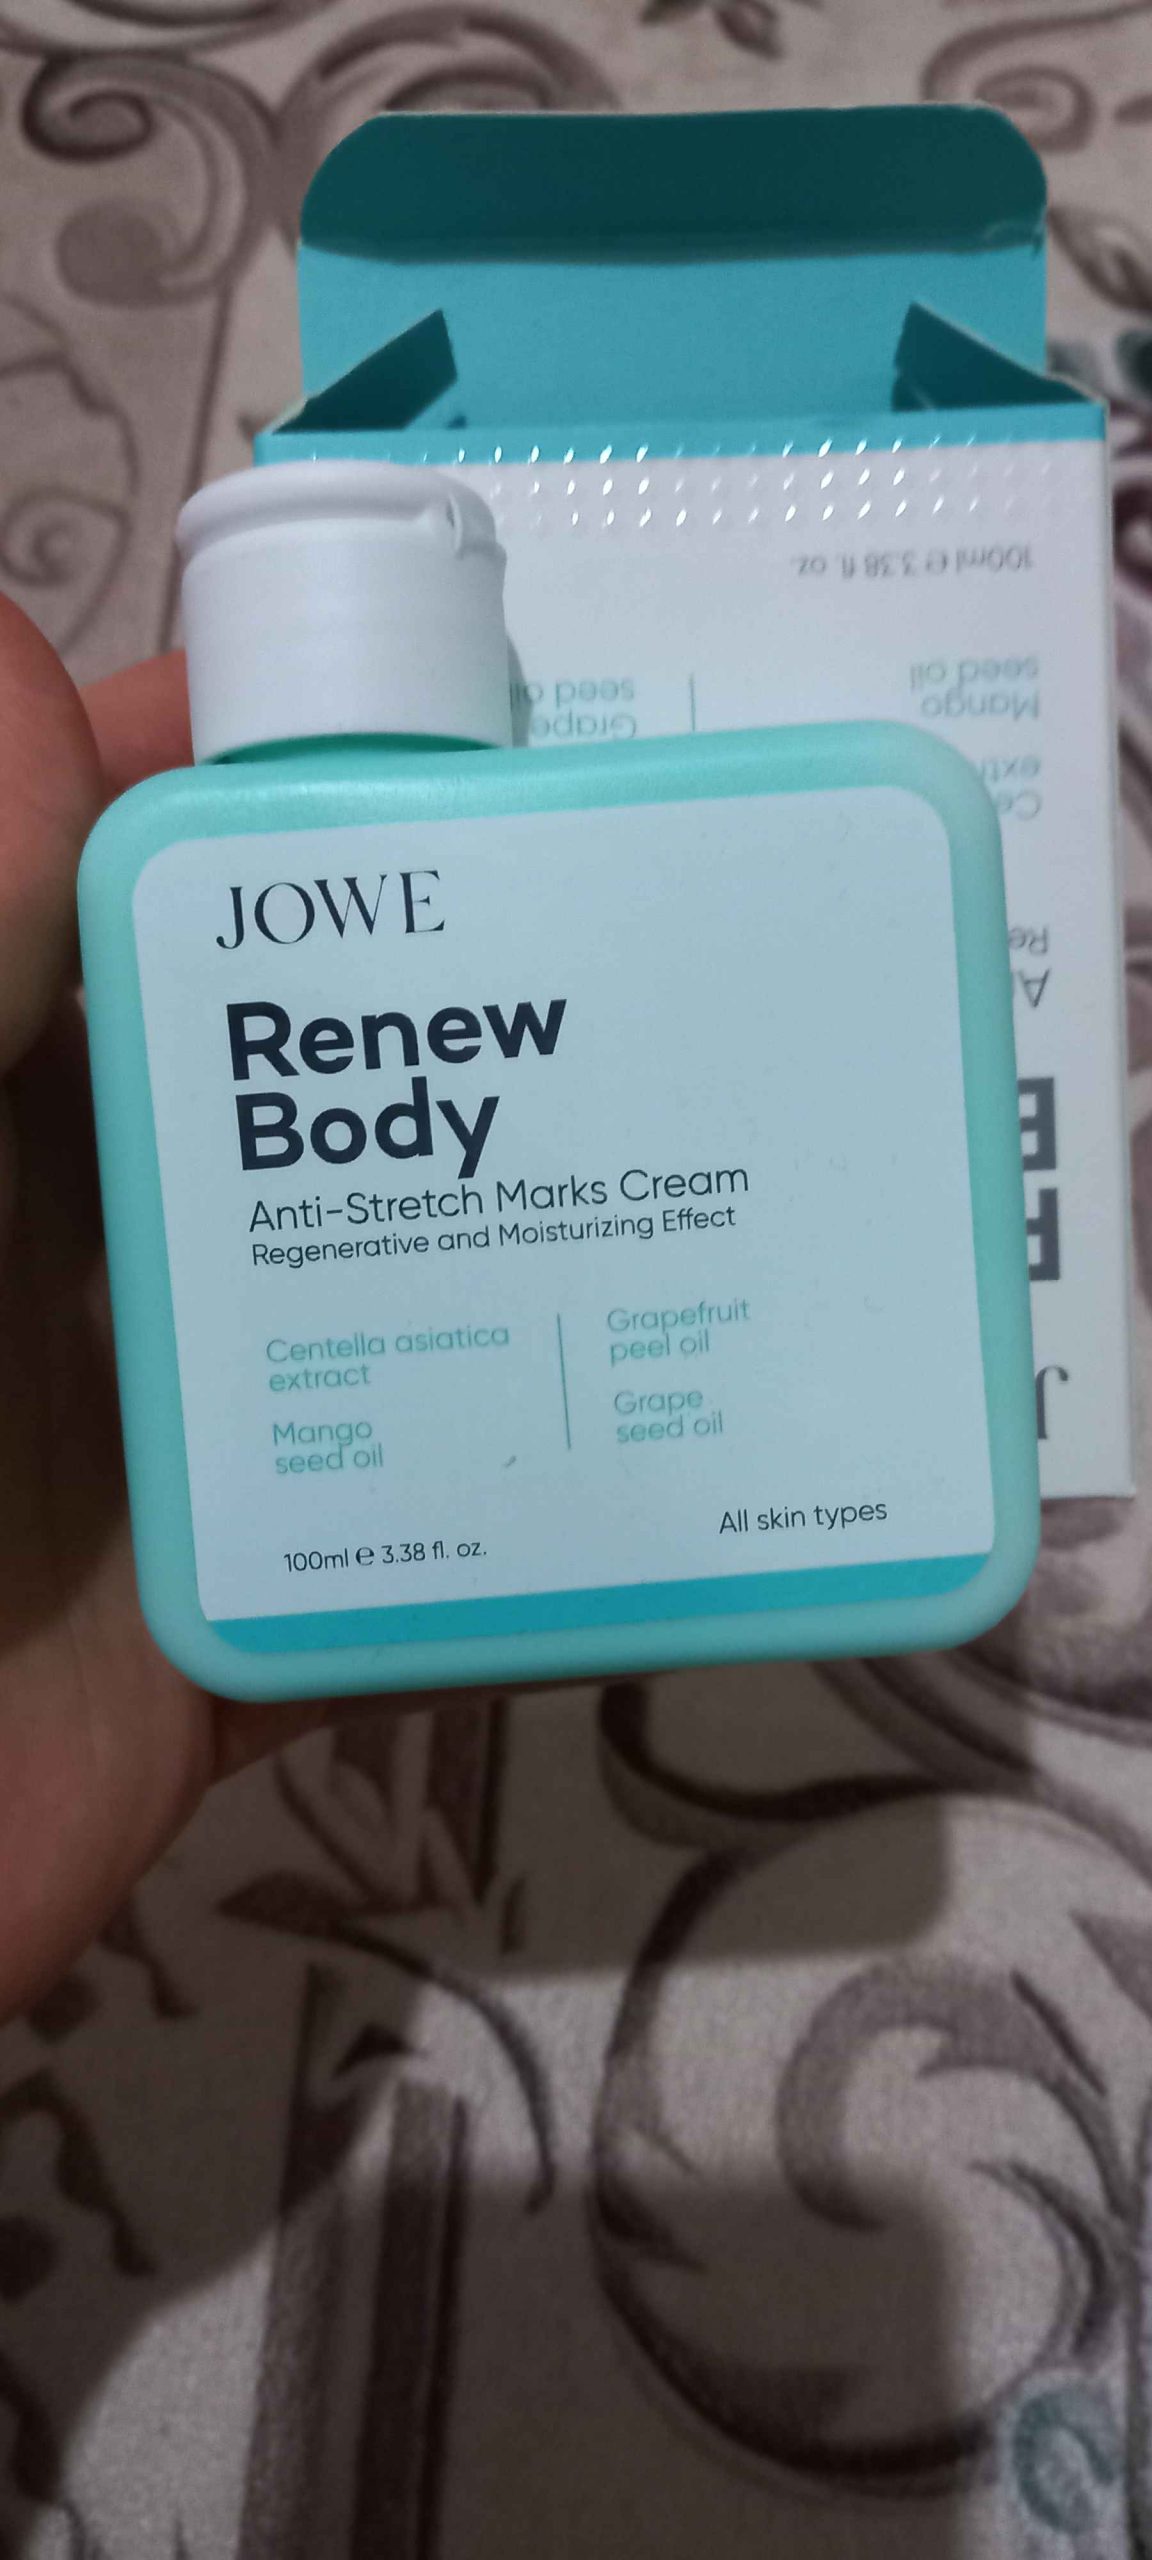 JOWE
Renew
Body
Anti-Stretch Marks Cream
Regenerative and Moisturizing Effect
Centella asiatica
extract
Mango
seed oil
Grapefruit
peel oil
Grape
seed oil
All skin types
100ml e 3.38 fl. oz.
100ml e 3.38 fl. oz.
Mango
seed oil
Grape
seed oil